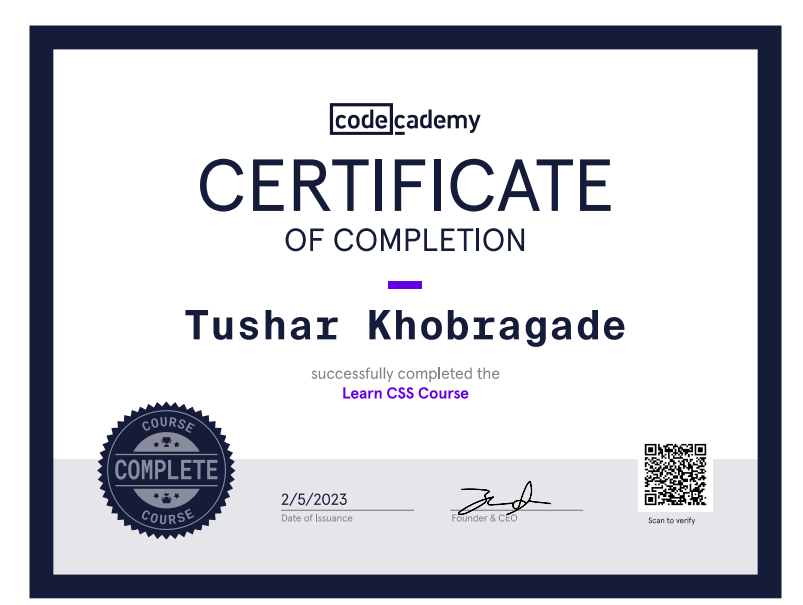 codecademy
CERTIFICATE
OF COMPLETION
Tushar Khobragade
successfully completed the
Learn CSS Course
COURSE
COMPLETE
COURSE
2/5/2023
Date of Issuance
Founder & CEO
Scan to verify